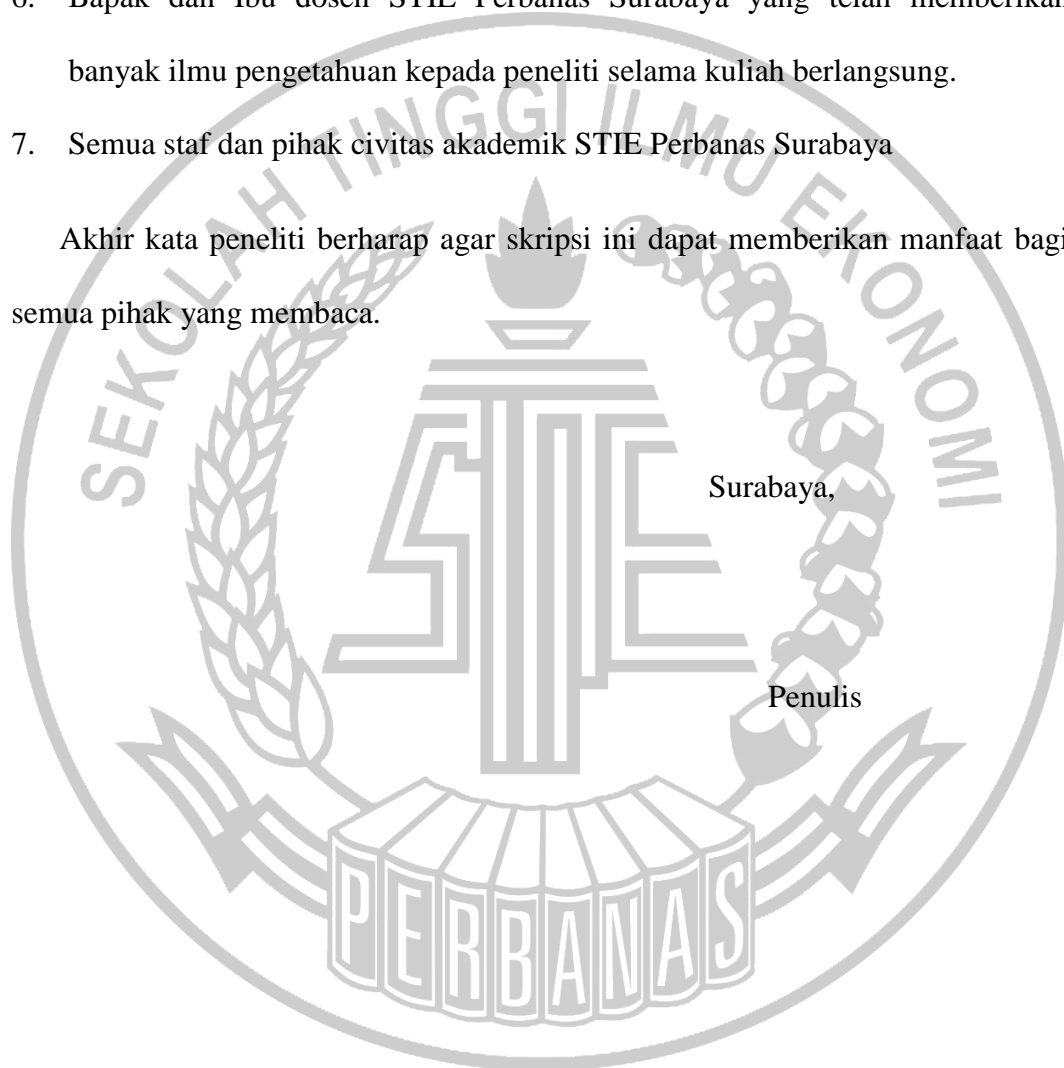 6. Bapak dan Ibu dosen STIE Perbanas Surabaya yang telah memberikan
banyak ilmu pengetahuan kepada peneliti selama kuliah berlangsung.
7. Semua staf dan pihak civitas akademik STIE Perbanas Surabaya
Akhir kata peneliti berharap agar skripsi ini dapat memberikan manfaat bagi
semua pihak yang membaca.
Surabaya,
Penulis
SEKOLAH TINGGI ILMU EKONOMI
STIE
PERBANAS